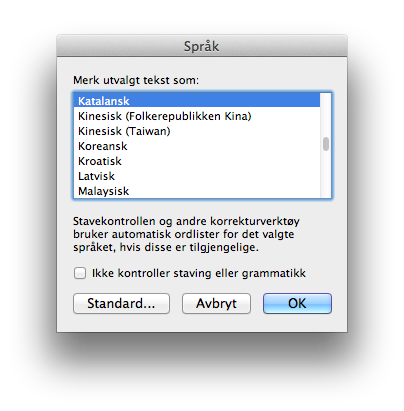 Språk
Merk utvalgt tekst som:
Katalansk
Kinesisk (Folkerepublikken Kina)
Kinesisk (Taiwan)
Koreansk
Kroatisk
Latvisk
Malaysisk
Stavekontrollen og andre korrekturverktøy
bruker automatisk ordlister for det valgte
språket, hvis disse er tilgjengelige.
Ikke kontroller staving eller grammatikk
Standard... Avbryt OK